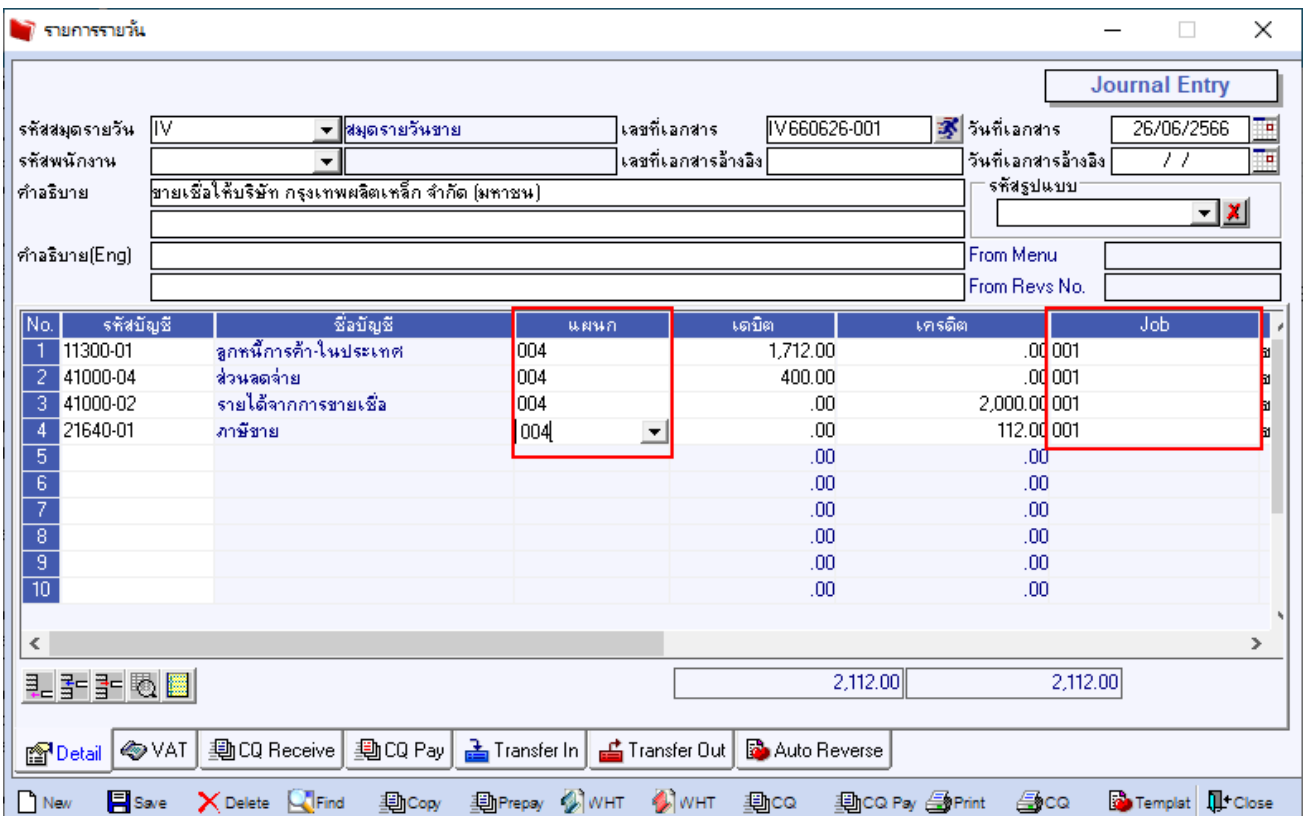 รายการรายวัน
Journal Entry
รหัสสมุดรายวัน IV สมุดรายวันขาย เลขที่เอกสาร IV660626-001 วันที่เอกสาร 26/06/2566
รหัสพนักงาน เลขที่เอกสารอ้างอิง วันที่เอกสารอ้างอิง / /
คำอธิบาย ขายเชื่อให้บริษัท กรุงเทพผลิตเหล็ก จำกัด (มหาชน) รหัสรูปแบบ
คำอธิบาย(Eng) From Menu
From Revs No.
No. รหัสบัญชี ชื่อบัญชี แผนก เดบิต เครดิต Job
1 11300-01 ลูกหนี้การค้า-ในประเทศ 004 1,712.00 .00 001
2 41000-04 ส่วนลดจ่าย 004 400.00 .00 001
3 41000-02 รายได้จากการขายเชื่อ 004 .00 2,000.00 001
4 21640-01 ภาษีขาย 004 .00 112.00 001
5 .00 .00
6 .00 .00
7 .00 .00
8 .00 .00
9 .00 .00
10 .00 .00
2,112.00 2,112.00
Detail VAT CQ Receive CQ Pay Transfer In Transfer Out Auto Reverse
New Save Delete Find Copy Prepay WHT WHT CQ CQ Pay Print CQ Templat Close